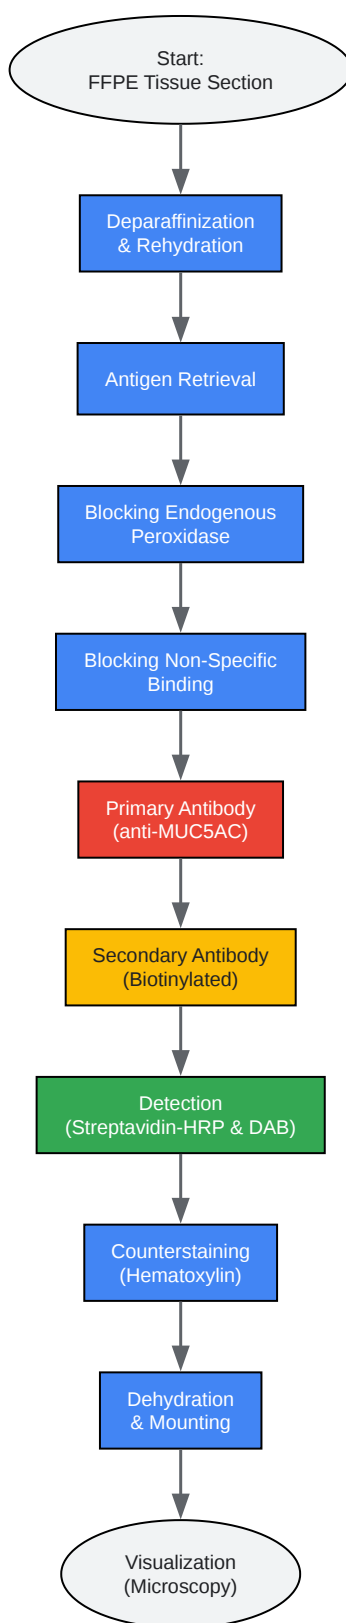 Start:
FFPE Tissue Section
Deparaffinization
& Rehydration
Antigen Retrieval
Blocking Endogenous
Peroxidase
Blocking Non-Specific
Binding
Primary Antibody
(anti-MUC5AC)
Secondary Antibody
(Biotinylated)
Detection
(Streptavidin-HRP & DAB)
Counterstaining
(Hematoxylin)
Dehydration
& Mounting
Visualization
(Microscopy)